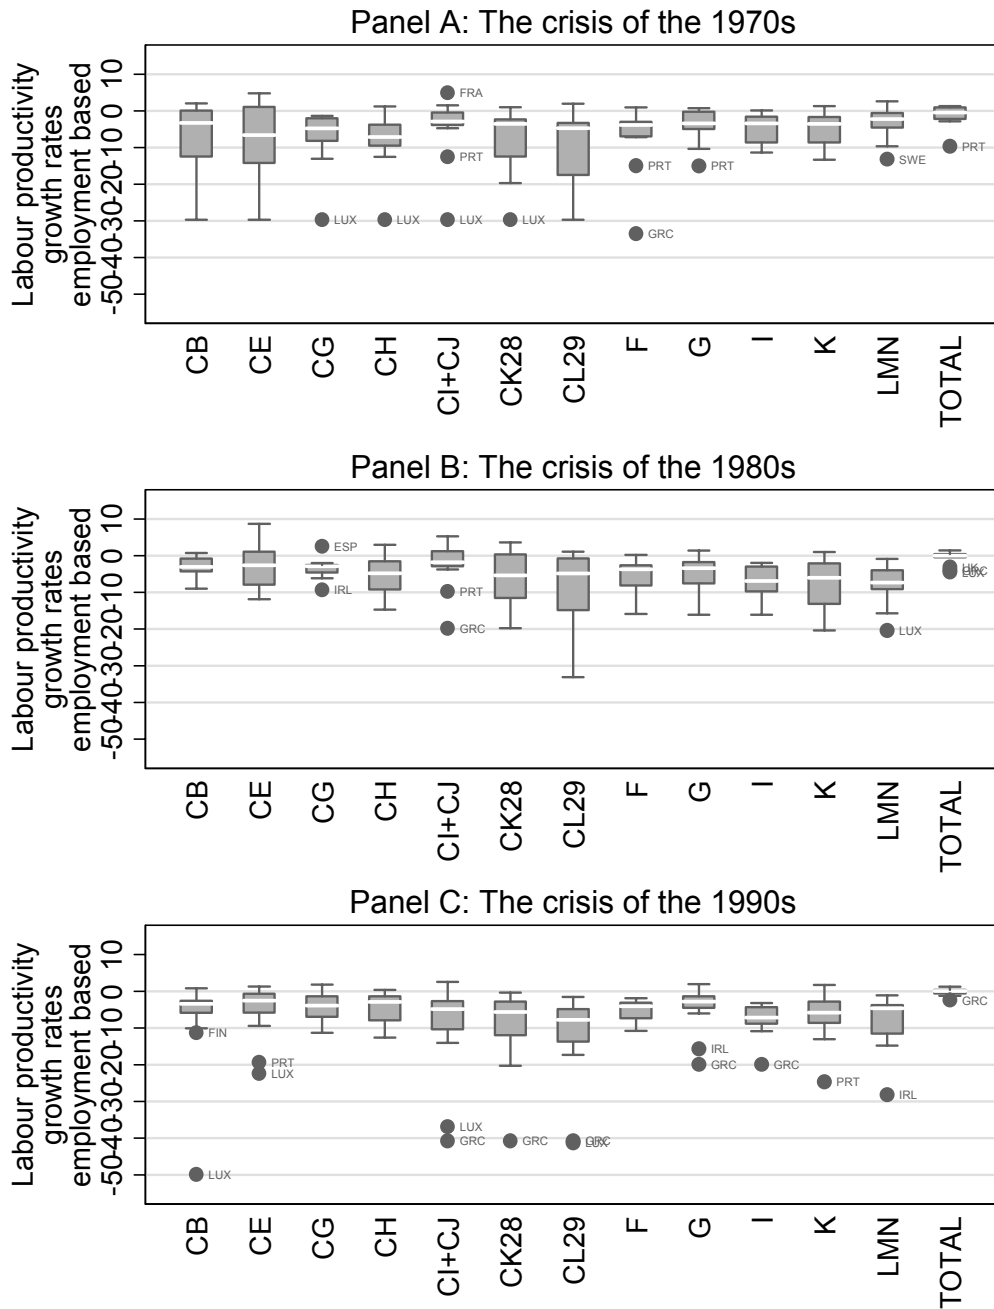 Panel A: The crisis of the 1970s
Labour productivity
growth rates
employment based
10
0
-10
-20
-30
-40
-50
FRA
PRT
LUX
LUX
LUX
LUX
PRT
GRC
PRT
SWE
PRT
CB
CE
CG
CH
CI+CJ
CK28
CL29
F
G
I
K
LMN
TOTAL
Panel B: The crisis of the 1980s
Labour productivity
growth rates
employment based
10
0
-10
-20
-30
-40
-50
ESP
IRL
PRT
GRC
LUX
UK
LUX
CB
CE
CG
CH
CI+CJ
CK28
CL29
F
G
I
K
LMN
TOTAL
Panel C: The crisis of the 1990s
Labour productivity
growth rates
employment based
10
0
-10
-20
-30
-40
-50
FIN
LUX
PRT
LUX
LUX
GRC
GRC
GRC
LUX
IRL
GRC
GRC
PRT
IRL
GRC
CB
CE
CG
CH
CI+CJ
CK28
CL29
F
G
I
K
LMN
TOTAL